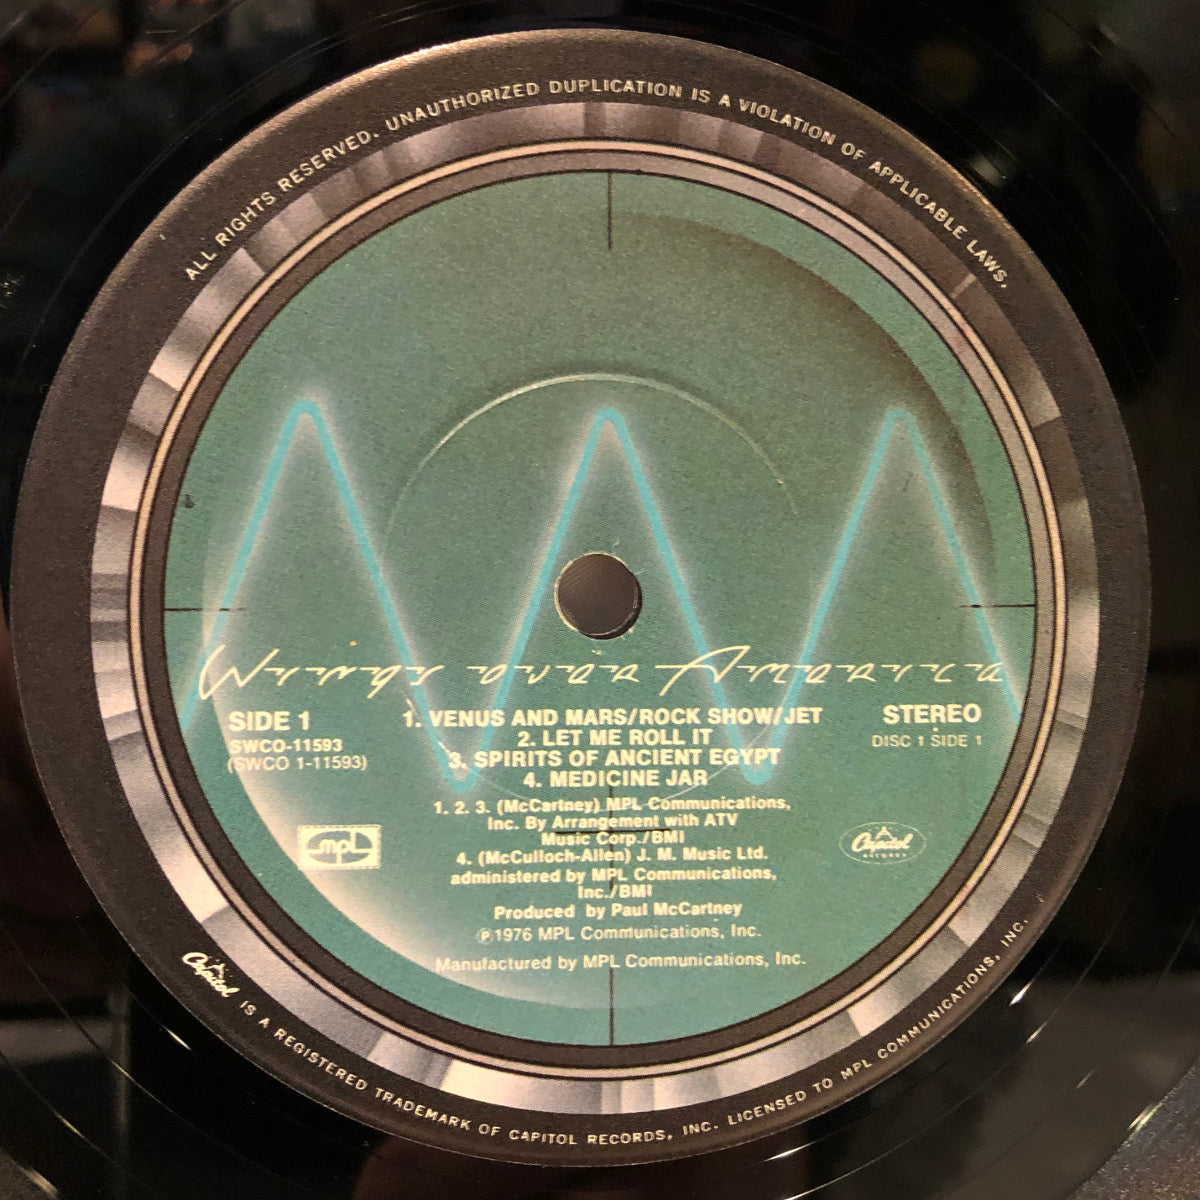 ALL RIGHTS RESERVED. UNAUTHORIZED DUPLICATION IS A VIOLATION OF APPLICABLE LAWS.
Wings over America
SIDE 1
SWCO-11593
(SWCO 1-11593)
1. VENUS AND MARS/ROCK SHOW/JET
2. LET ME ROLL IT
3. SPIRITS OF ANCIENT EGYPT
4. MEDICINE JAR
STEREO
DISC 1 SIDE 1
1. 2. 3. (McCartney) MPL Communications,
Inc. By Arrangement with ATV
Music Corp./BMI
4. (McCulloch-Allen) J. M. Music Ltd.
administered by MPL Communications,
Inc./BMI
Produced by Paul McCartney
℗1976 MPL Communications, Inc.
Manufactured by MPL Communications, Inc.
mpl
Capitol
RECORDS
Capitol IS A REGISTERED TRADEMARK OF CAPITOL RECORDS, INC. LICENSED TO MPL COMMUNICATIONS, INC.